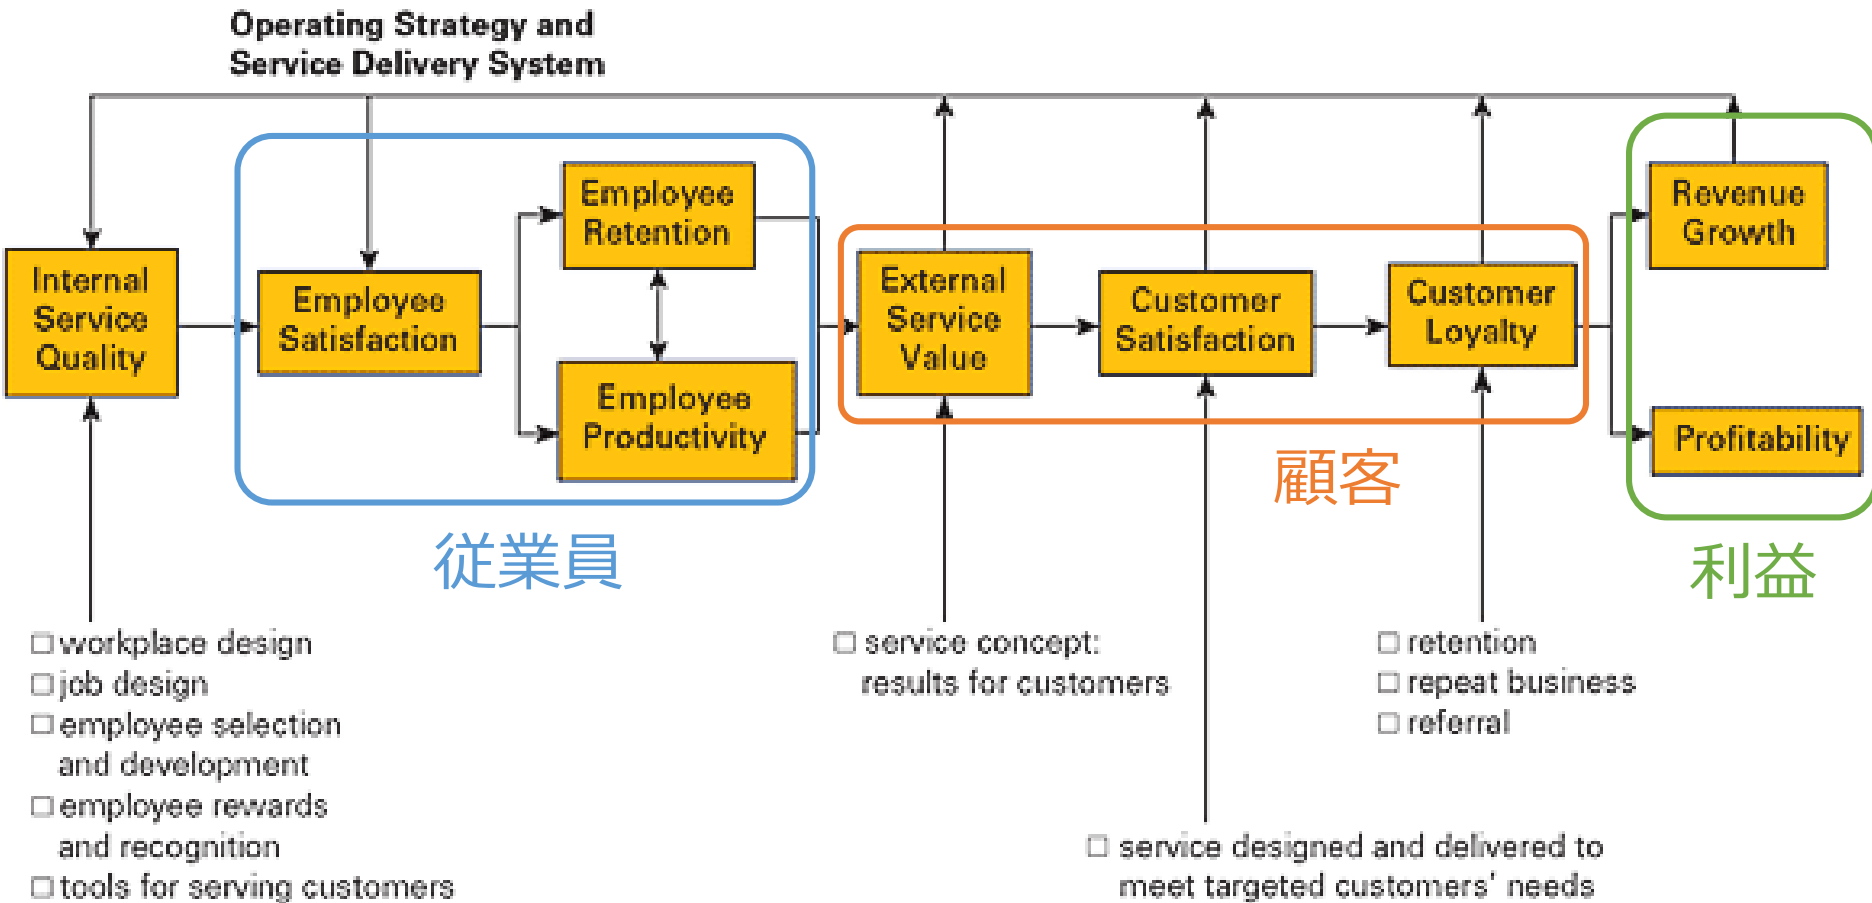 Operating Strategy and
Service Delivery System
Internal
Service
Quality
Employee
Satisfaction
Employee
Retention
Employee
Productivity
External
Service
Value
Customer
Satisfaction
Customer
Loyalty
Revenue
Growth
Profitability
従業員
顧客
利益
□ workplace design
□ job design
□ employee selection
and development
□ employee rewards
and recognition
□ tools for serving customers
□ service concept:
results for customers
□ service designed and delivered to
meet targeted customers' needs
□ retention
□ repeat business
□ referral